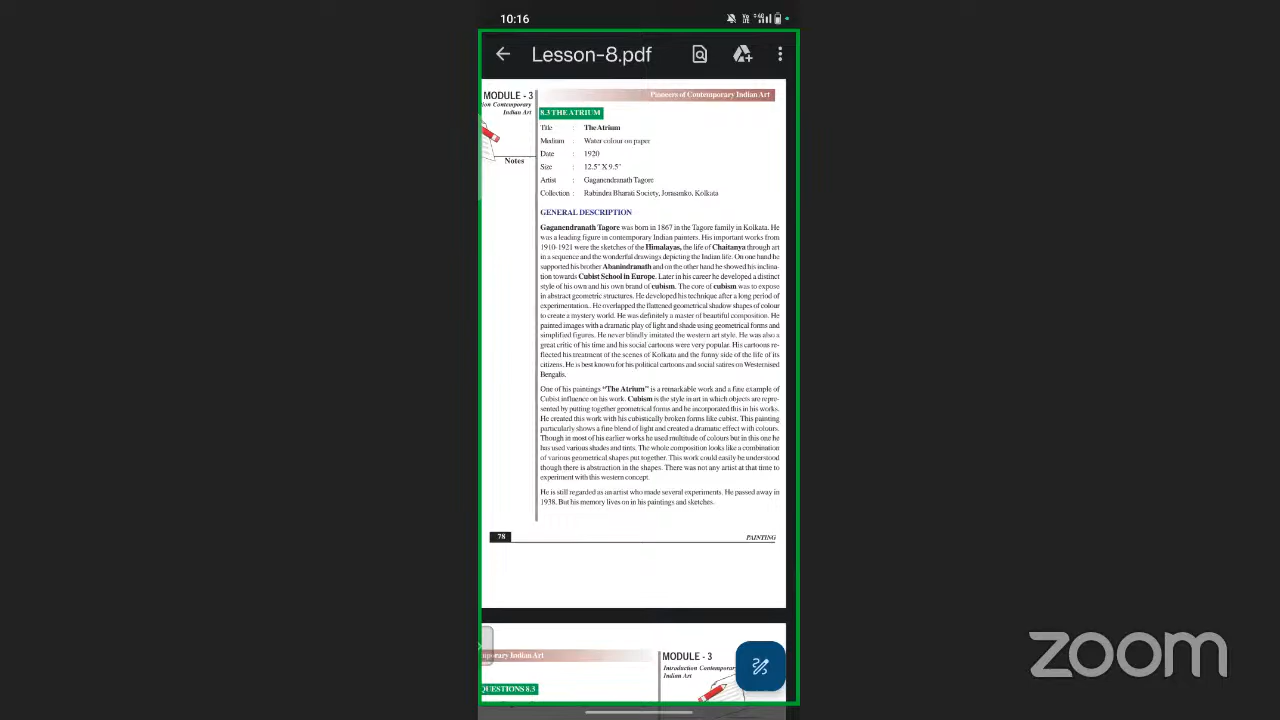 10:16
Lesson-8.pdf
MODULE - 3
tion Contemporary
Indian Art
Notes
Pioneers of Contemporary Indian Art
8.3 THE ATRIUM
Title : The Atrium
Medium : Water colour on paper
Date : 1920
Size : 12.5" X 9.5"
Artist : Gaganendranath Tagore
Collection : Rabindra Bharati Society, Jorasanko, Kolkata
GENERAL DESCRIPTION
Gaganendranath Tagore was born in 1867 in the Tagore family in Kolkata. He
was a leading figure in contemporary Indian painters. His important works from
1910-1921 were the sketches of the Himalayas, the life of Chaitanya through art
in a sequence and the wonderful drawings depicting the Indian life. On one hand he
supported his brother Abanindranath and on the other hand he showed his inclina-
tion towards Cubist School in Europe. Later in his career he developed a distinct
style of his own and his own brand of cubism. The core of cubism was to expose
in abstract geometric structures. He developed his technique after a long period of
experimentation. He overlapped the flattened geometrical shadow shapes of colour
to create a mystery world. He was definitely a master of beautiful composition. He
painted images with a dramatic play of light and shade using geometrical forms and
simplified figures. He never blindly imitated the western art style. He was also a
great critic of his time and his social cartoons were very popular. His cartoons re-
flected his treatment of the scenes of Kolkata and the funny side of the life of its
citizens. He is best known for his political cartoons and social satires on Westernised
Bengalis.
One of his paintings "The Atrium" is a remarkable work and a fine example of
Cubist influence on his work. Cubism is the style in art in which objects are repre-
sented by putting together geometrical forms and he incorporated this in his works.
He created this work with his cubistically broken forms like cubist. This painting
particularly shows a fine blend of light and created a dramatic effect with colours.
Though in most of his earlier works he used multitude of colours but in this one he
has used various shades and tints. The whole composition looks like a combination
of various geometrical shapes put together. This work could easily be understood
though there is abstraction in the shapes. There was not any artist at that time to
experiment with this western concept.
He is still regarded as an artist who made several experiments. He passed away in
1938. But his memory lives on in his paintings and sketches.
78
PAINTING
mporary Indian Art
QUESTIONS 8.3
MODULE - 3
Inroduction Contemporary
Indian Art
zoom